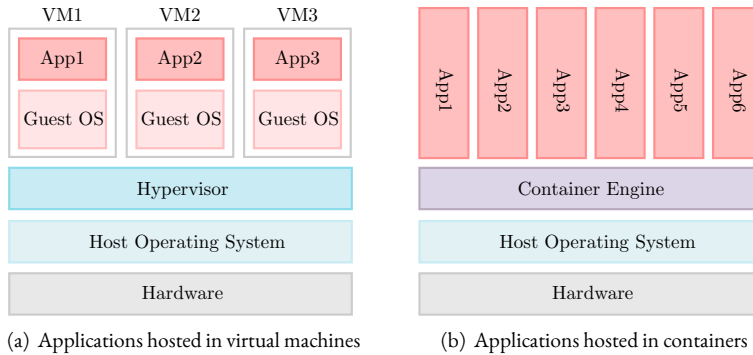 VM1 VM2 VM3
App1 App2 App3
Guest OS Guest OS Guest OS
Hypervisor
Host Operating System
Hardware
(a) Applications hosted in virtual machines
App1 App2 App3 App4 App5 App6
Container Engine
Host Operating System
Hardware
(b) Applications hosted in containers